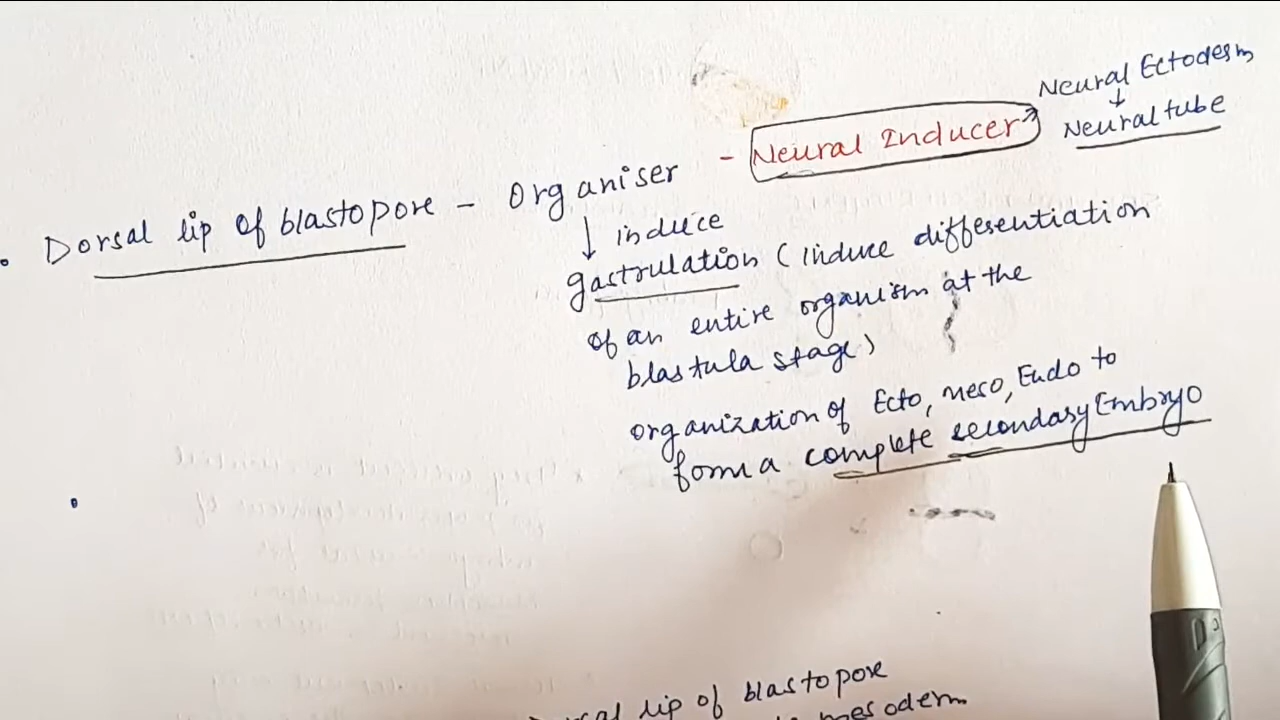 Neural Ectoderm
↓
Neural tube
• Dorsal lip of blastopore – Organiser – Neural Inducer
↓ induce
gastrulation (induce differentiation
of an entire organism at the
blastula stage)
organization of Ecto, meso, Endo to
form a complete secondary Embryo
•
lip of blastopore
mesoderm